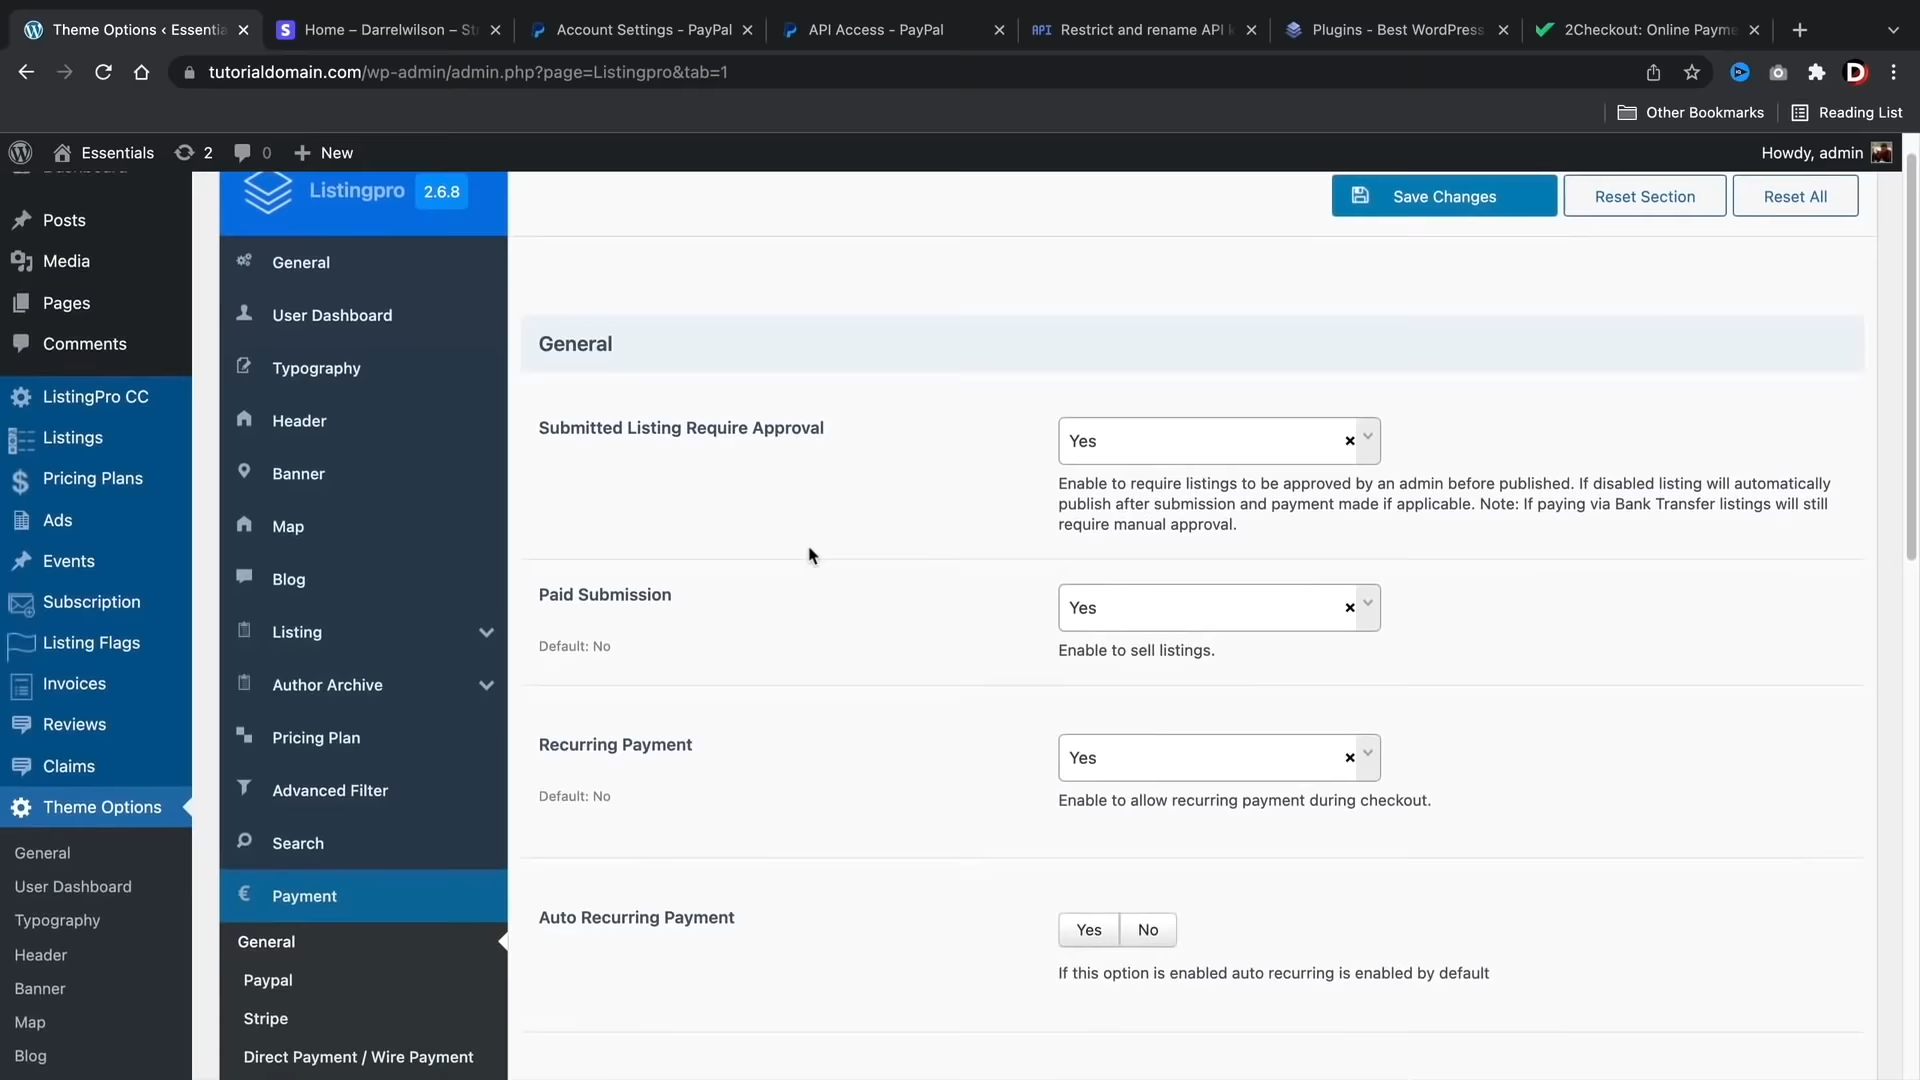 Theme Options ‹ Essentia
Home – Darrelwilson – St
Account Settings - PayPal
API Access - PayPal
API Restrict and rename API k
Plugins - Best WordPress
2Checkout: Online Payme
tutorialdomain.com/wp-admin/admin.php?page=Listingpro&tab=1
Other Bookmarks
Reading List
Essentials
2
0
New
Howdy, admin
Dashboard
Posts
Media
Pages
Comments
ListingPro CC
Listings
Pricing Plans
Ads
Events
Subscription
Listing Flags
Invoices
Reviews
Claims
Theme Options
General
User Dashboard
Typography
Header
Banner
Map
Blog
Listingpro 2.6.8
General
User Dashboard
Typography
Header
Banner
Map
Blog
Listing
Author Archive
Pricing Plan
Advanced Filter
Search
Payment
General
Paypal
Stripe
Direct Payment / Wire Payment
Save Changes
Reset Section
Reset All
General
Submitted Listing Require Approval
Yes
Enable to require listings to be approved by an admin before published. If disabled listing will automatically
publish after submission and payment made if applicable. Note: If paying via Bank Transfer listings will still
require manual approval.
Paid Submission
Default: No
Yes
Enable to sell listings.
Recurring Payment
Default: No
Yes
Enable to allow recurring payment during checkout.
Auto Recurring Payment
Yes
No
If this option is enabled auto recurring is enabled by default